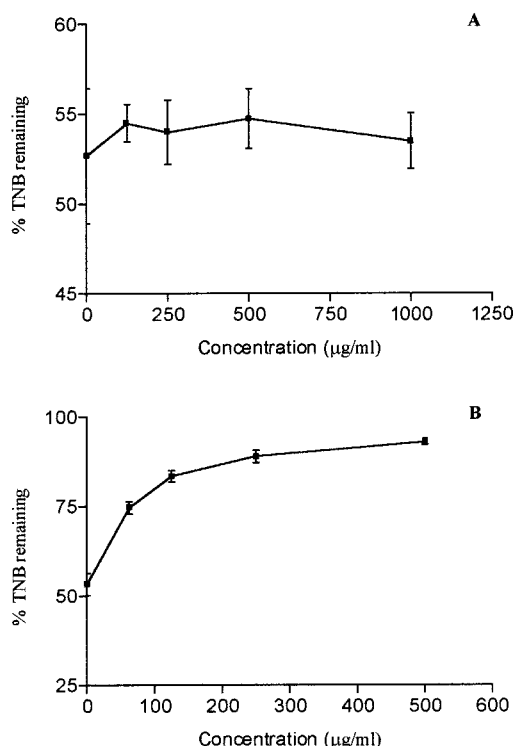 A
60
55
50
45
% TNB remaining
0 250 500 750 1000 1250
Concentration (µg/ml)
B
100
75
50
25
% TNB remaining
0 100 200 300 400 500 600
Concentration (µg/ml)